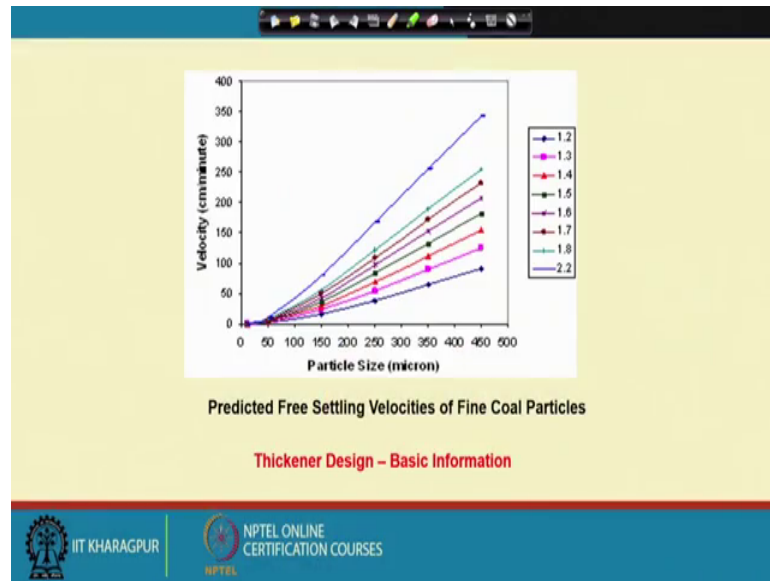 400
350
300
250
200
150
100
50
0
Velocity (cm/minute)
0 50 100 150 200 250 300 350 400 450 500
Particle Size (micron)
1.2
1.3
1.4
1.5
1.6
1.7
1.8
2.2
Predicted Free Settling Velocities of Fine Coal Particles
Thickener Design – Basic Information
IIT KHARAGPUR
NPTEL
NPTEL ONLINE
CERTIFICATION COURSES